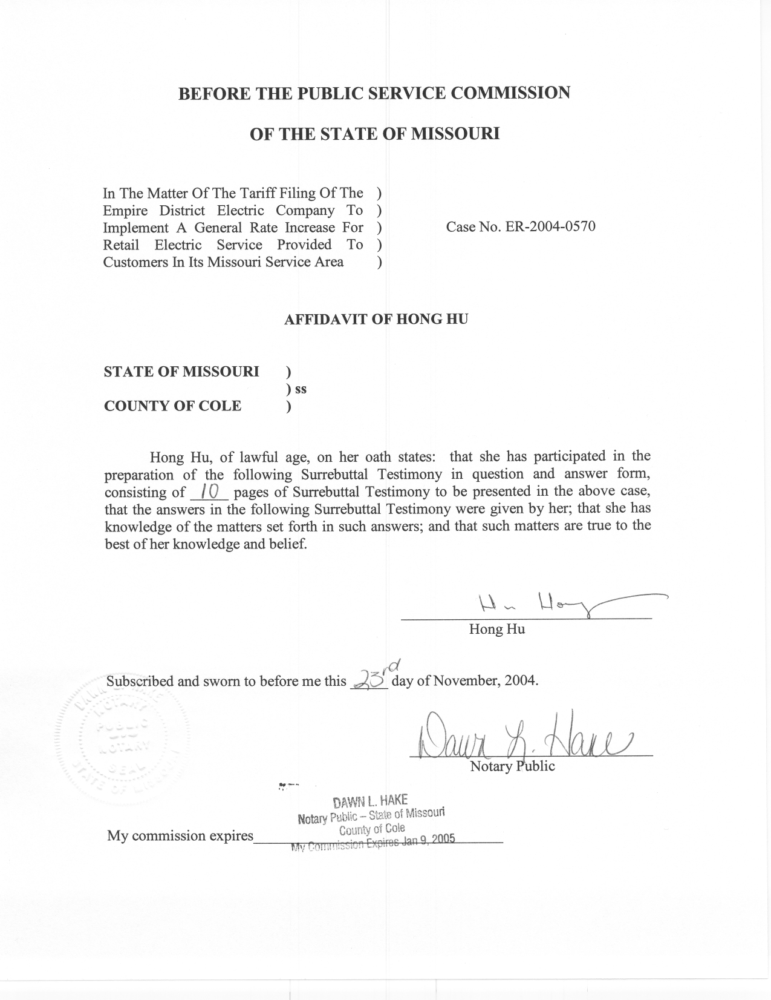 BEFORE THE PUBLIC SERVICE COMMISSION
OF THE STATE OF MISSOURI
In The Matter Of The Tariff Filing Of The )
Empire District Electric Company To )
Implement A General Rate Increase For )
Retail Electric Service Provided To )
Customers In Its Missouri Service Area )
Case No. ER-2004-0570
AFFIDAVIT OF HONG HU
STATE OF MISSOURI )
) ss
COUNTY OF COLE )
Hong Hu, of lawful age, on her oath states: that she has participated in the
preparation of the following Surrebuttal Testimony in question and answer form,
consisting of 10 pages of Surrebuttal Testimony to be presented in the above case,
that the answers in the following Surrebuttal Testimony were given by her; that she has
knowledge of the matters set forth in such answers; and that such matters are true to the
best of her knowledge and belief.
Hu Hong
Hong Hu
Subscribed and sworn to before me this 23rd day of November, 2004.
DAWN L. HAKE
NOTARY
PUBLIC
NOTARY
SEAL
STATE OF MISSOURI
Dawn L. Hake
Notary Public
DAWN L. HAKE
Notary Public – State of Missouri
County of Cole
My commission expires
My Commission Expires Jan 9, 2005